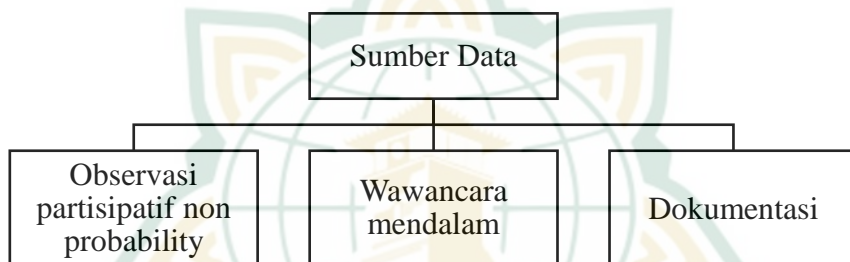 Sumber Data
Observasi
partisipatif non
probability
Wawancara
mendalam
Dokumentasi